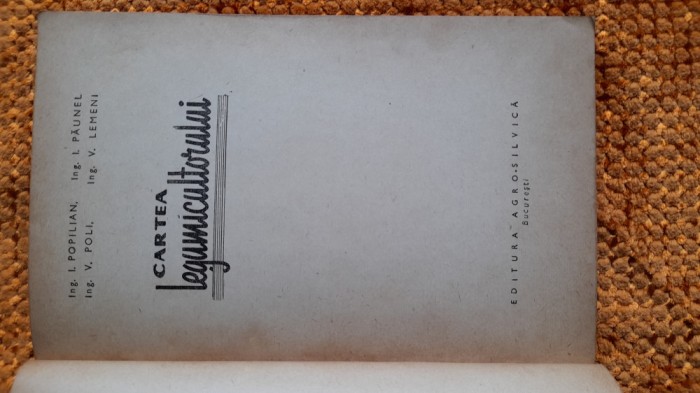 Ing. I. POPILIAN, Ing. I. PĂUNEL
Ing. V. POLI, Ing. V. LEMENI
CARTEA
legumicultorului
EDITURA AGRO-SILVICĂ
București